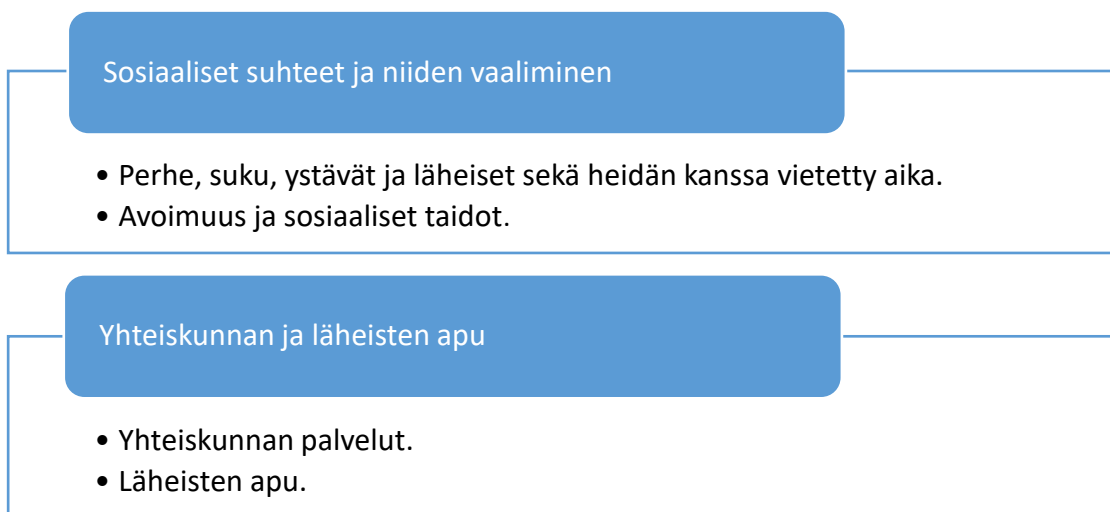 Sosiaaliset suhteet ja niiden vaaliminen
• Perhe, suku, ystävät ja läheiset sekä heidän kanssa vietetty aika.
• Avoimuus ja sosiaaliset taidot.
Yhteiskunnan ja läheisten apu
• Yhteiskunnan palvelut.
• Läheisten apu.